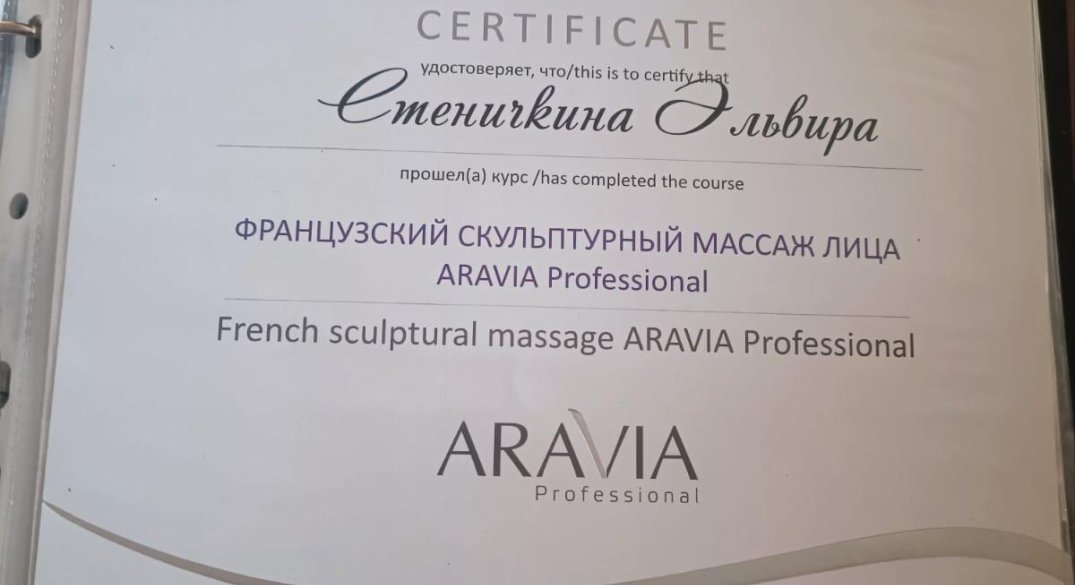 CERTIFICATE
удостоверяет, что/this is to certify that
Стеничкина Эльвира
прошел(а) курс /has completed the course
ФРАНЦУЗСКИЙ СКУЛЬПТУРНЫЙ МАССАЖ ЛИЦА
ARAVIA Professional
French sculptural massage ARAVIA Professional
ARAVIA
Professional